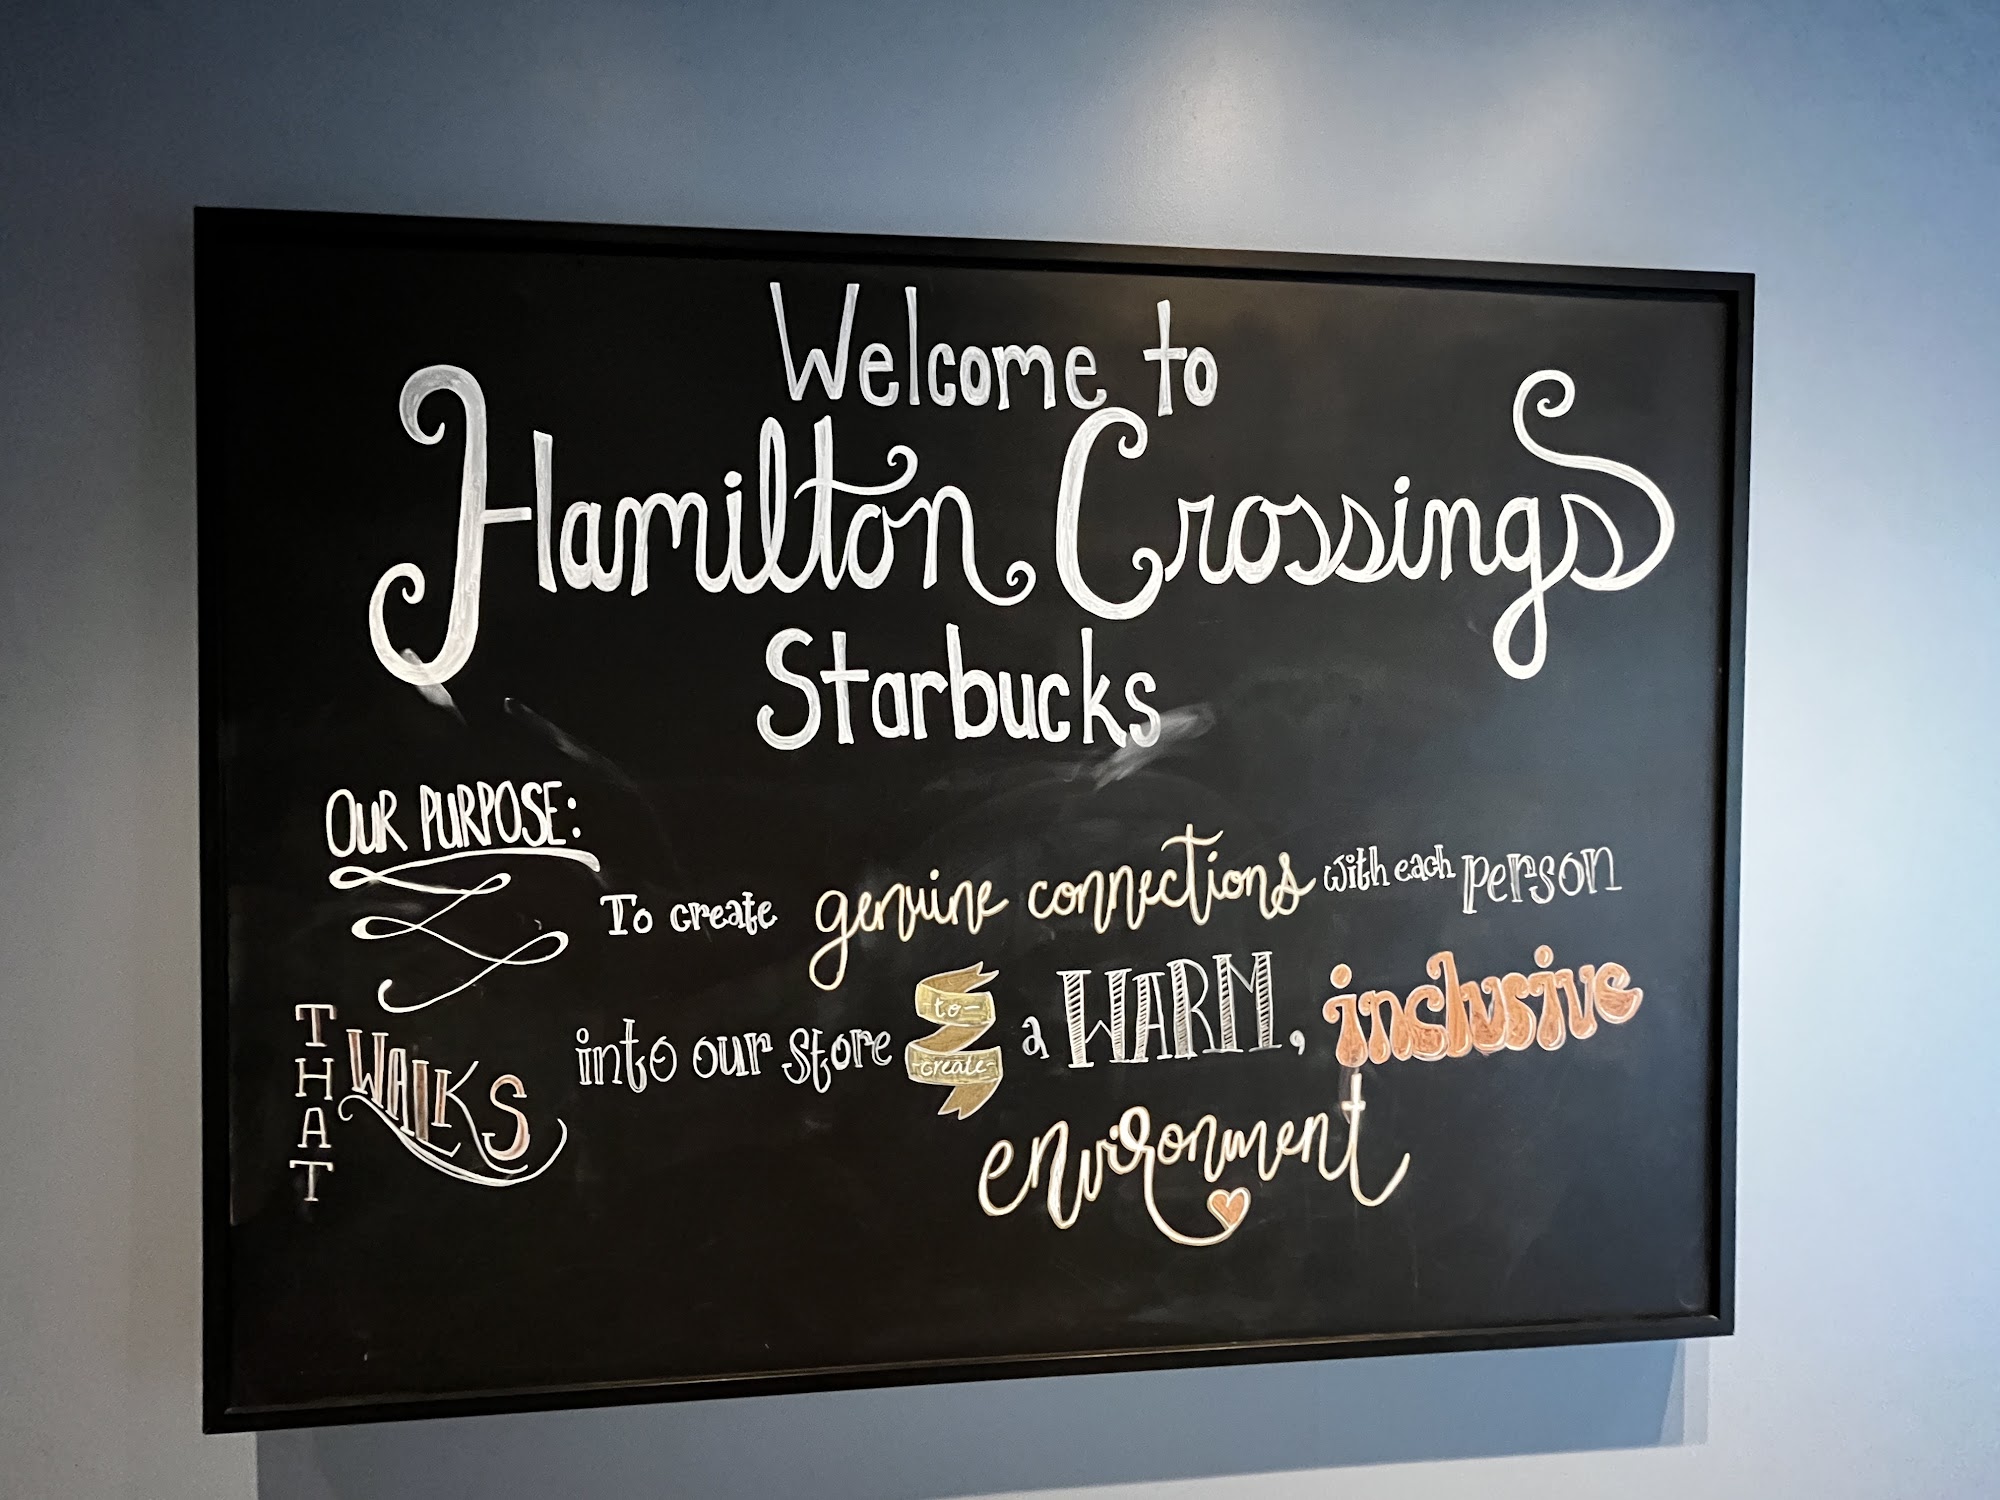 Welcome to
Hamilton Crossings
Starbucks
OUR PURPOSE:
To create genuine connections with each person
THAT WALKS into our store to create a WARM, inclusive
environment